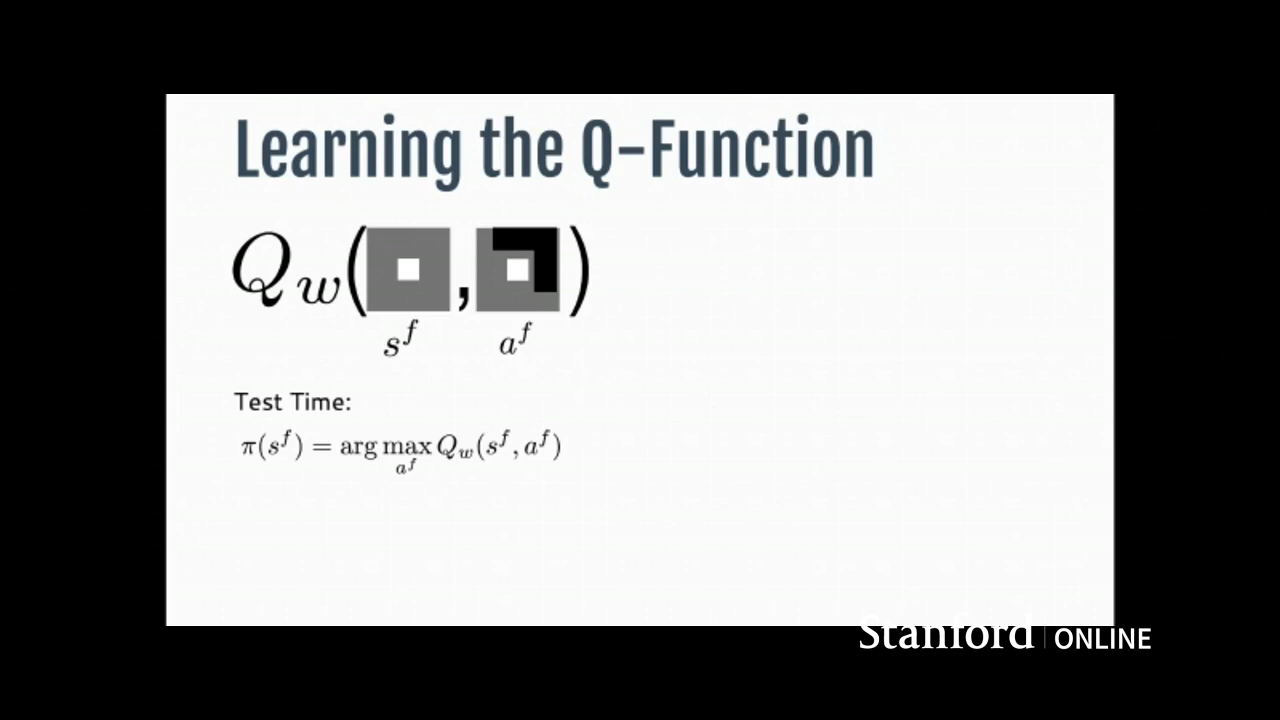 Learning the Q-Function
Q_w( , )
s^f a^f
Test Time:
π(s^f) = arg max_{a^f} Q_w(s^f, a^f)
Stanford | ONLINE